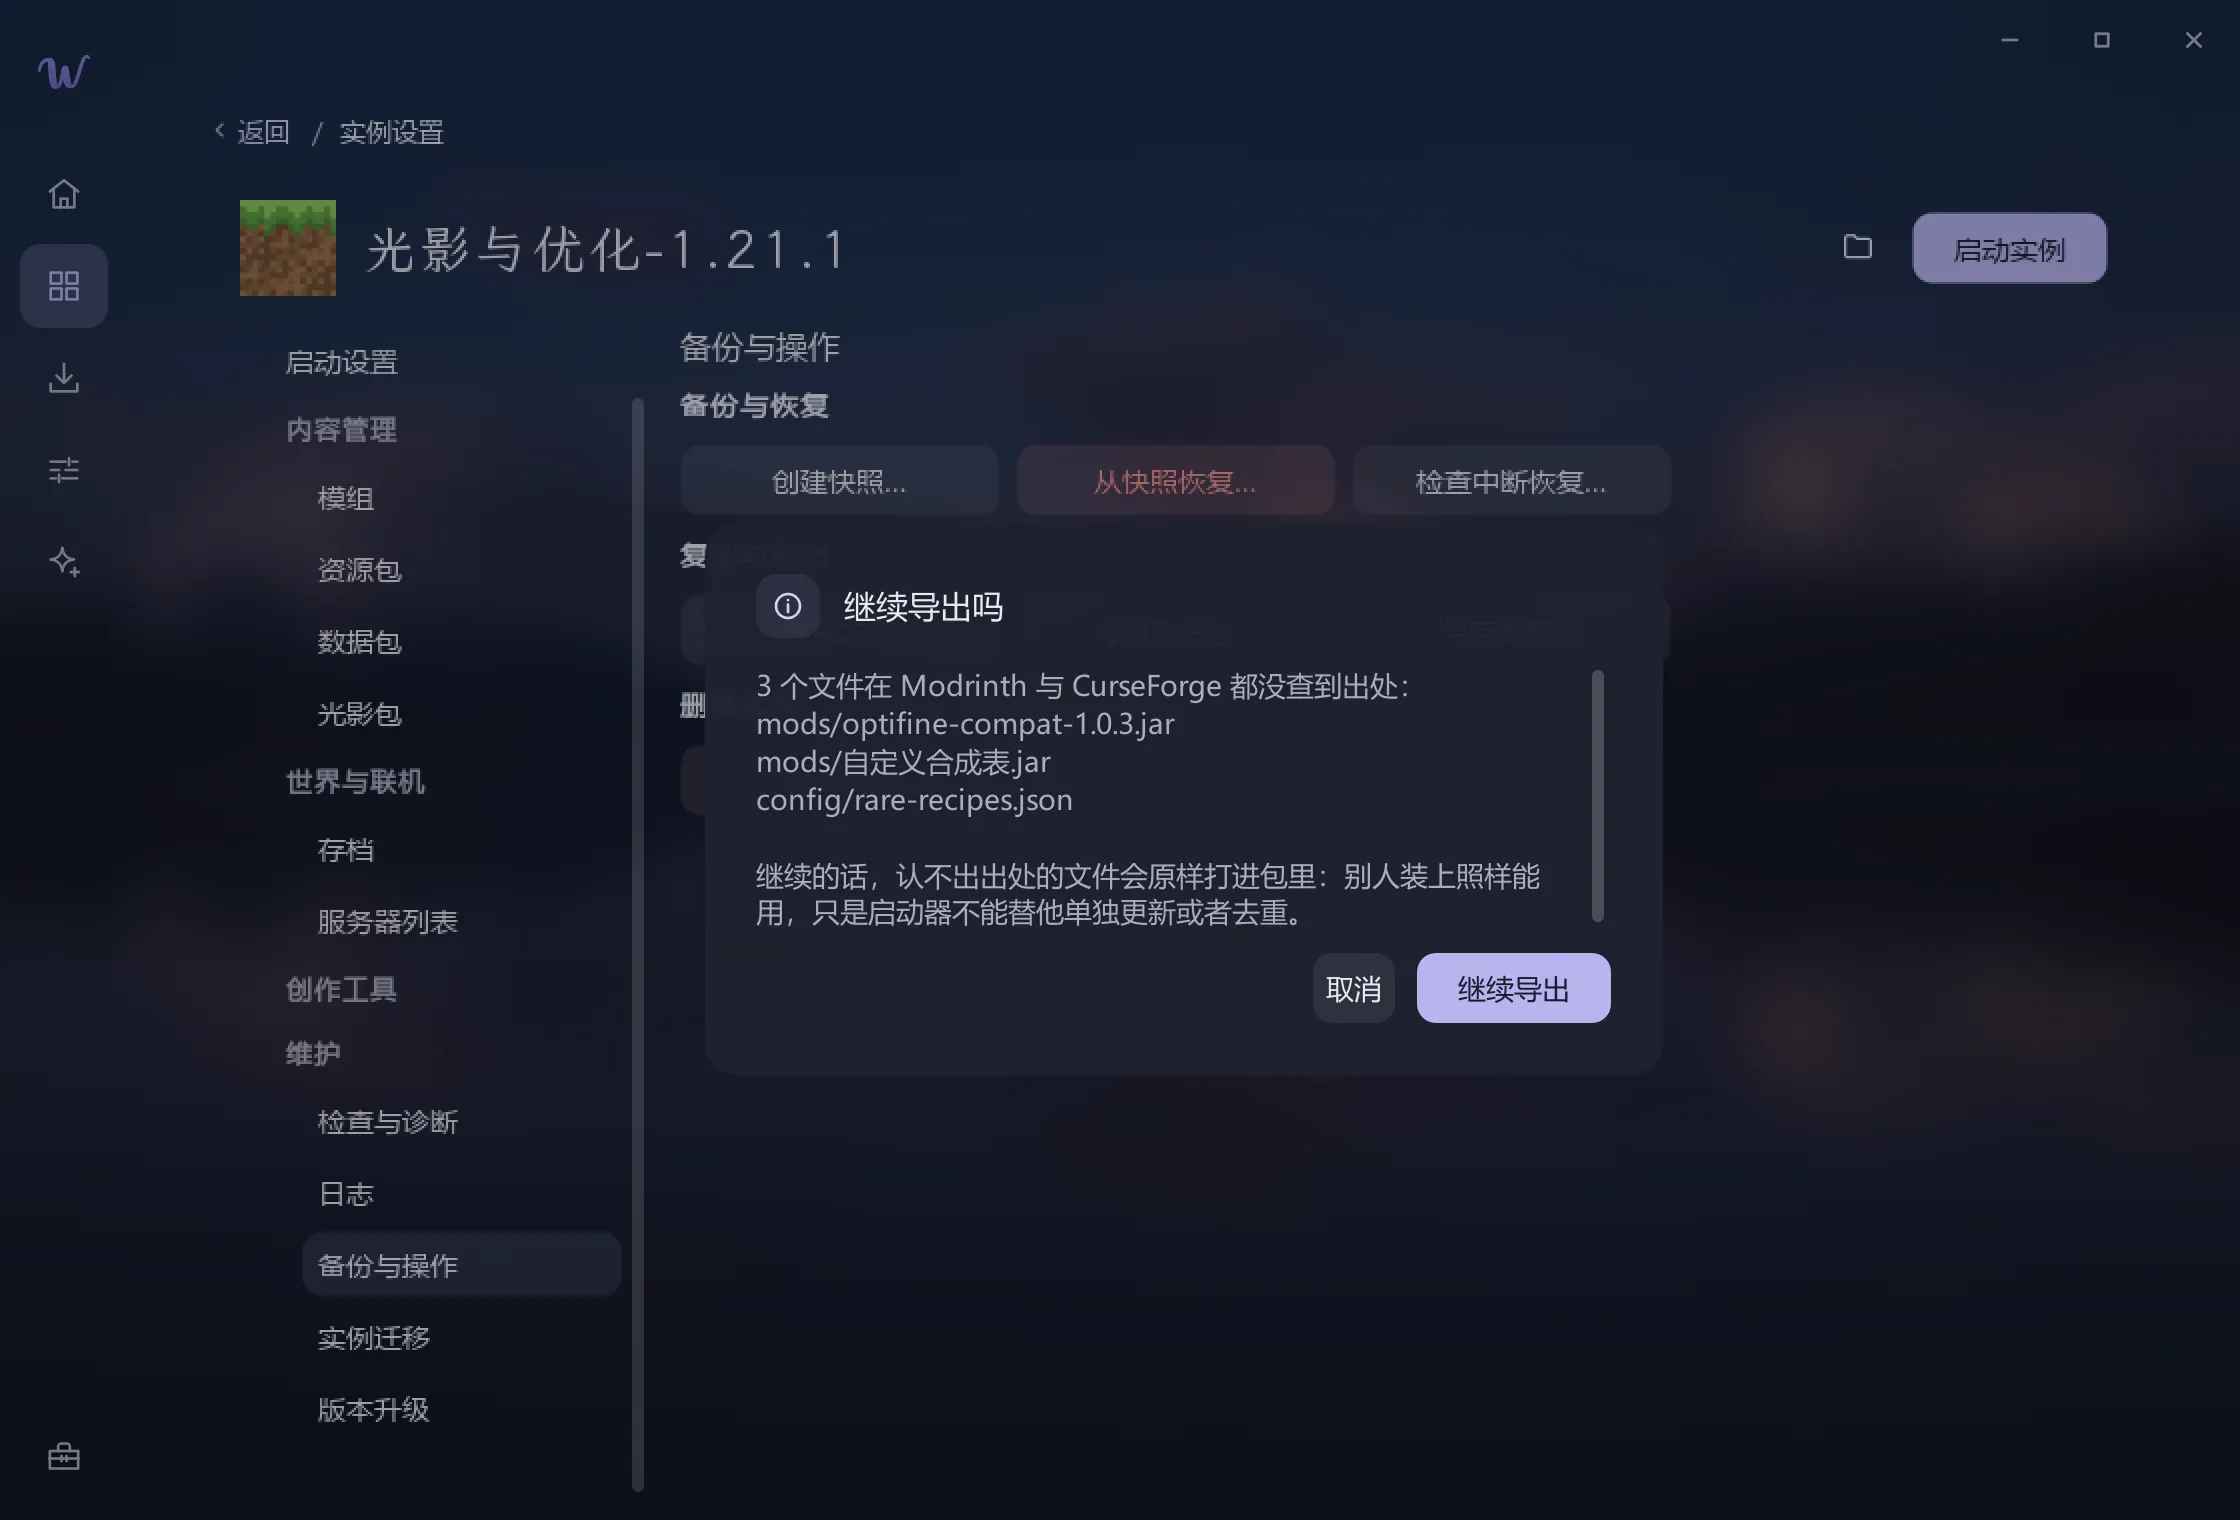 W
返回 / 实例设置
光影与优化-1.21.1
启动实例
启动设置
内容管理
模组
资源包
数据包
光影包
世界与联机
存档
服务器列表
创作工具
维护
检查与诊断
日志
备份与操作
实例迁移
版本升级
备份与操作
备份与恢复
创建快照...
从快照恢复...
检查中断恢复...
复
删
继续导出吗
3 个文件在 Modrinth 与 CurseForge 都没查到出处：
mods/optifine-compat-1.0.3.jar
mods/自定义合成表.jar
config/rare-recipes.json
继续的话，认不出出处的文件会原样打进包里：别人装上照样能
用，只是启动器不能替他单独更新或者去重。
取消
继续导出